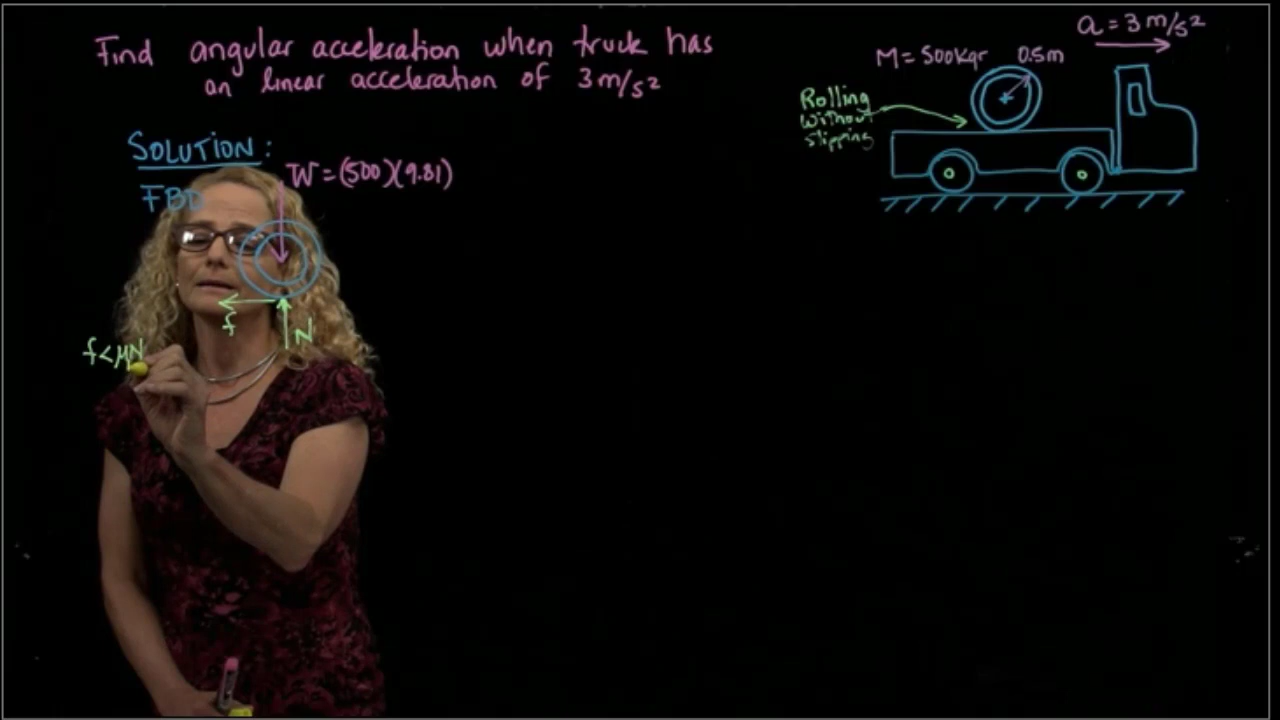 Find angular acceleration when truck has
an linear acceleration of 3 m/s²
a = 3 m/s²
M = 500Kgr 0.5m
Rolling
without
slipping
SOLUTION:
W = (500)(9.81)
FBD
f
N
f < μN